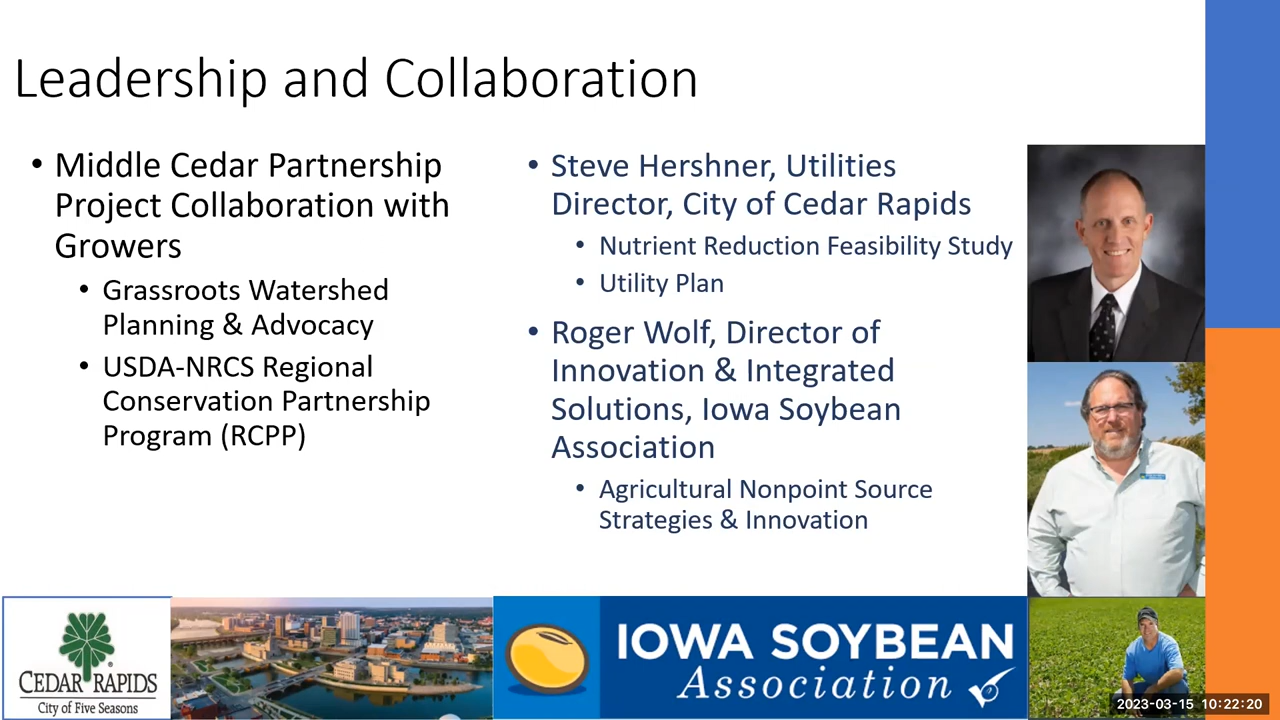 Leadership and Collaboration
• Middle Cedar Partnership
Project Collaboration with
Growers
• Grassroots Watershed
Planning & Advocacy
• USDA-NRCS Regional
Conservation Partnership
Program (RCPP)
• Steve Hershner, Utilities
Director, City of Cedar Rapids
• Nutrient Reduction Feasibility Study
• Utility Plan
• Roger Wolf, Director of
Innovation & Integrated
Solutions, Iowa Soybean
Association
• Agricultural Nonpoint Source
Strategies & Innovation
CEDAR RAPIDS
City of Five Seasons
®
IOWA SOYBEAN
Association
2023-03-15 10:22:20